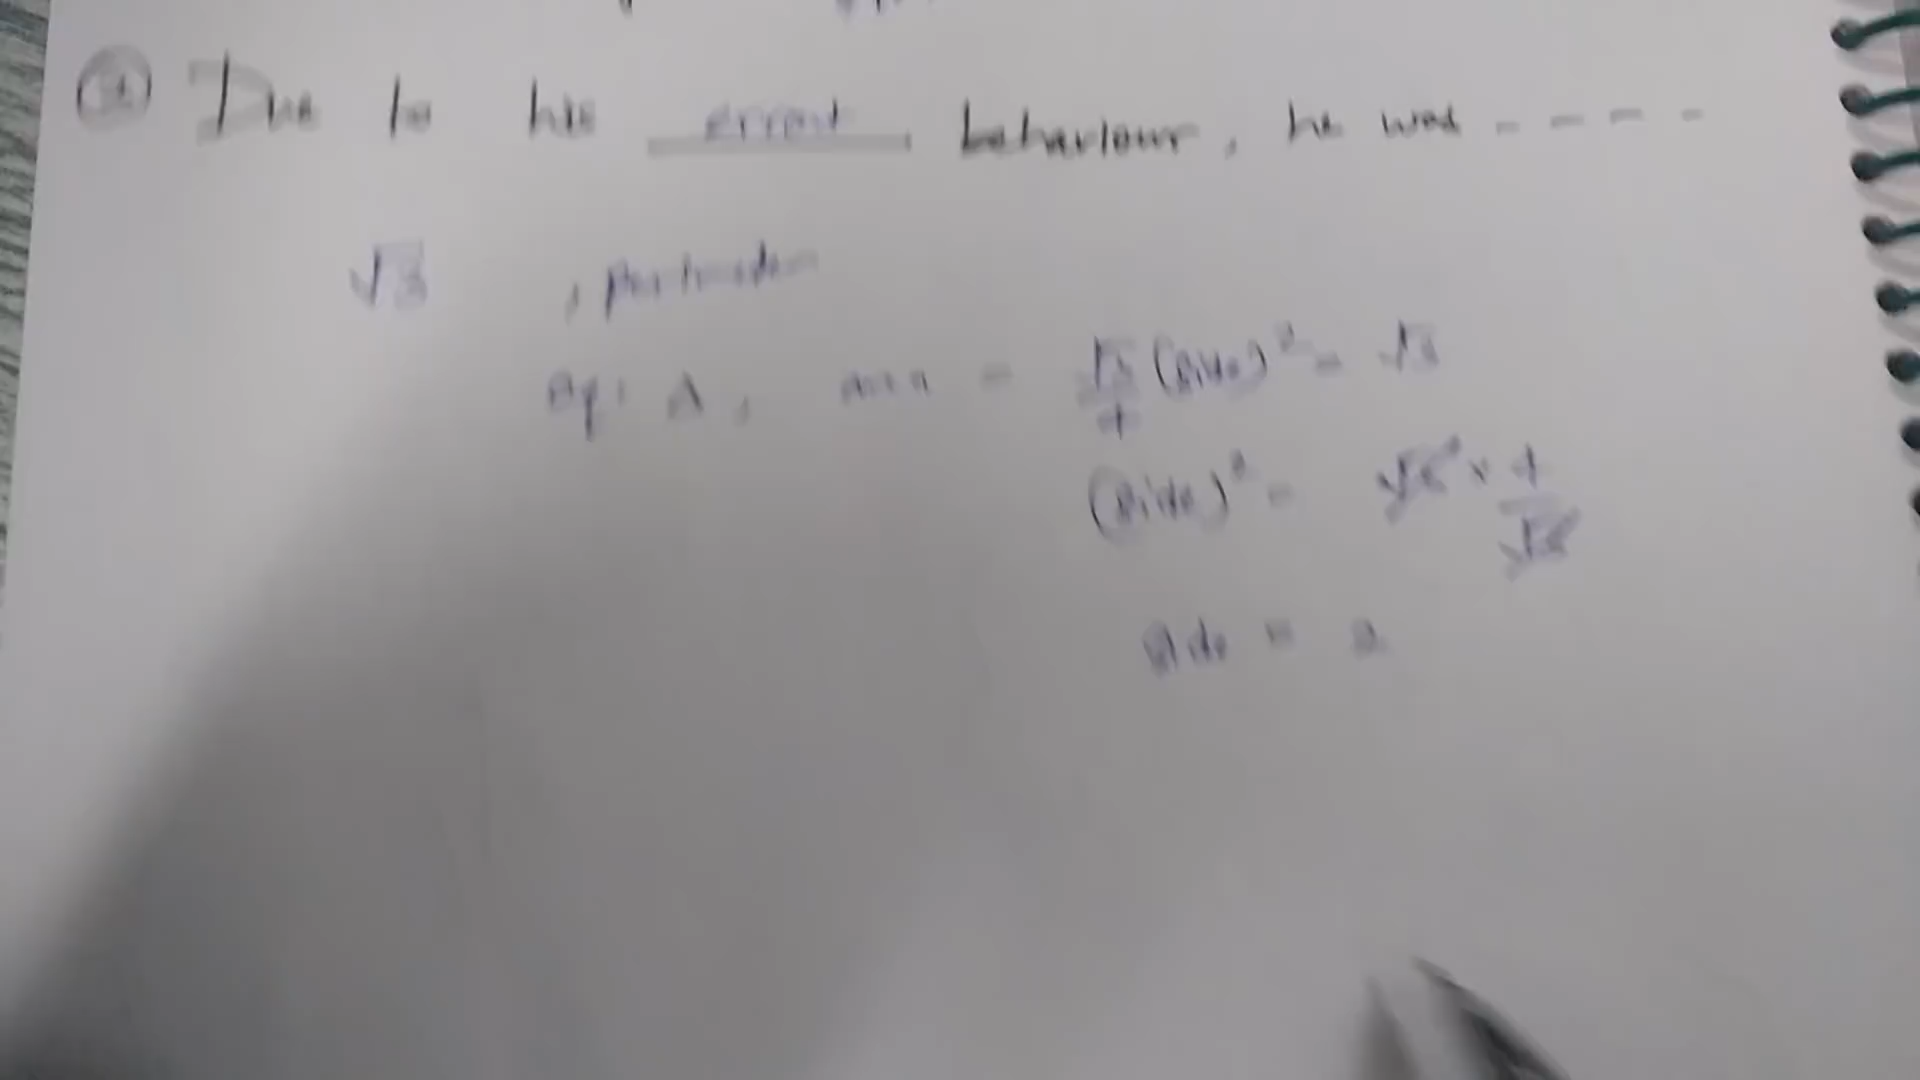 ② Due to his errant behaviour, he was - - - -
√3 , perimeter
eq. Δ, area = √3/4 (side)² = √3
(side)² = √3 × 4/√3
side = 2